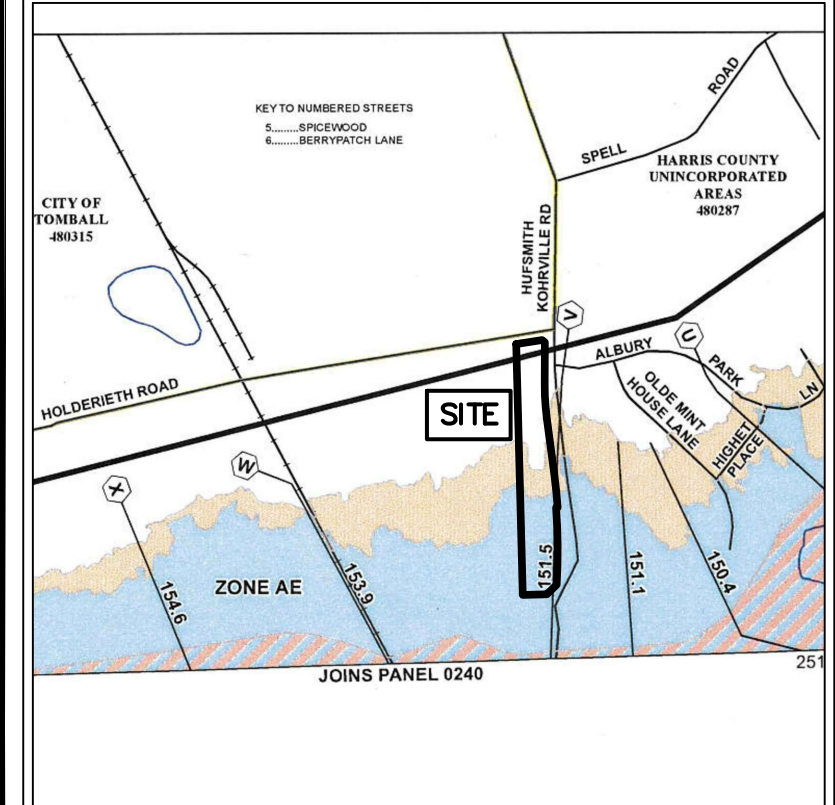 KEY TO NUMBERED STREETS
5.........SPICEWOOD
6.........BERRYPATCH LANE
ROAD
SPELL
HARRIS COUNTY
UNINCORPORATED
AREAS
480287
CITY OF
TOMBALL
480315
HUFSMITH
KOHRVILLE RD
V
U
ALBURY
PARK
LN
HOLDERIETH ROAD
SITE
OLDE MINT
HOUSE LANE
HIGHET
PLACE
X
W
ZONE AE
154.6
153.9
151.5
151.1
150.4
JOINS PANEL 0240
251